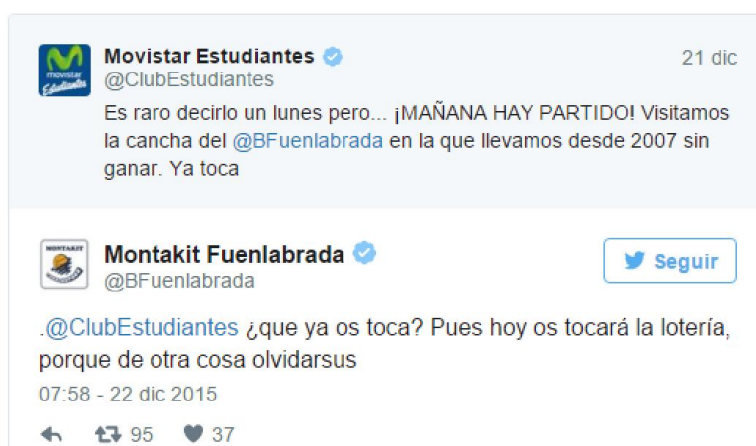 Movistar Estudiantes
21 dic
@ClubEstudiantes
Es raro decirlo un lunes pero... ¡MAÑANA HAY PARTIDO! Visitamos
la cancha del @BFuenlabrada en la que llevamos desde 2007 sin
ganar. Ya toca
movistar
Estudiantes
Montakit Fuenlabrada
Seguir
@BFuenlabrada
MONTAKIT
.@ClubEstudiantes ¿que ya os toca? Pues hoy os tocará la lotería,
porque de otra cosa olvidarsus
07:58 - 22 dic 2015
95 37